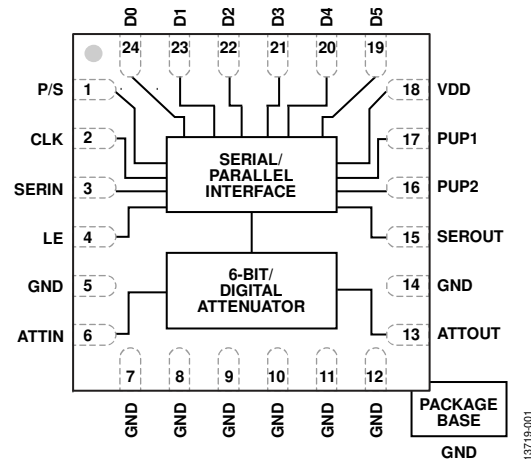 D0 D1 D2 D3 D4 D5
24 23 22 21 20 19
P/S 1
CLK 2
SERIN 3
LE 4
GND 5
ATTIN 6
18 VDD
17 PUP1
16 PUP2
15 SEROUT
14 GND
13 ATTOUT
SERIAL/
PARALLEL
INTERFACE
6-BIT/
DIGITAL
ATTENUATOR
7 8 9 10 11 12
GND GND GND GND GND GND
PACKAGE
BASE
GND
13719-001